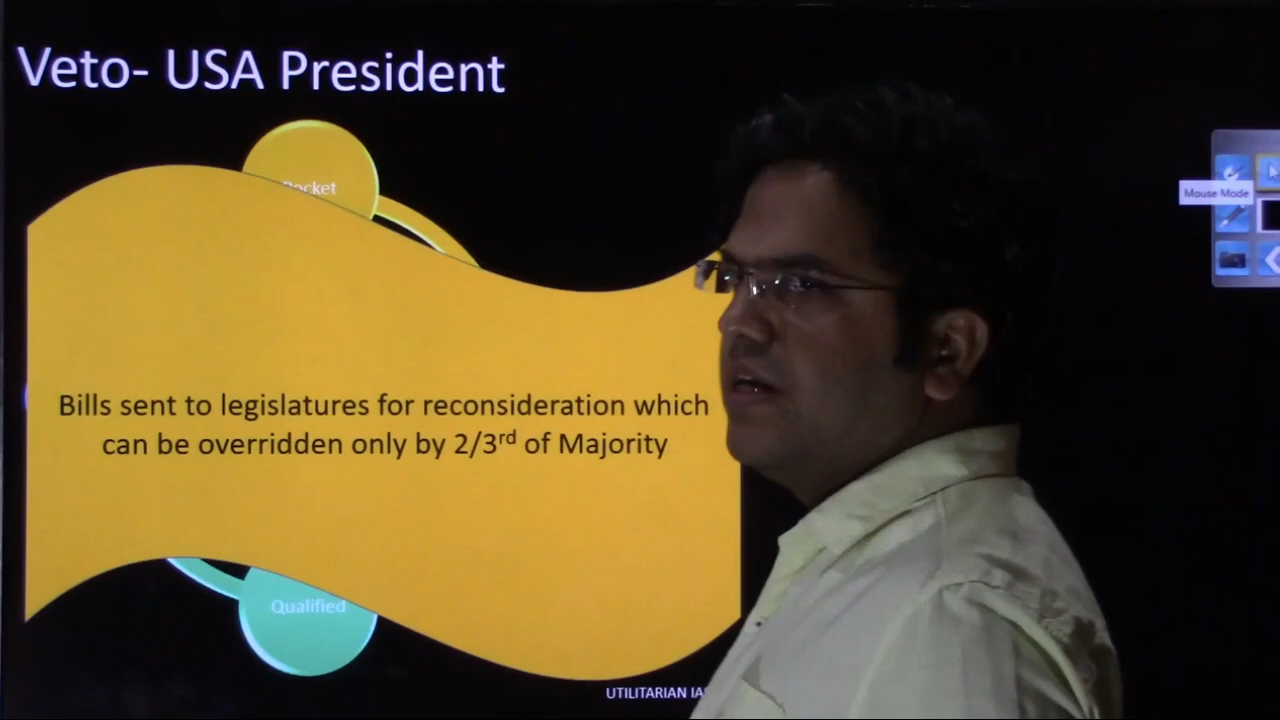 Veto- USA President
Pocket
Mouse Mode
Bills sent to legislatures for reconsideration which
can be overridden only by 2/3rd of Majority
Qualified
UTILITARIAN